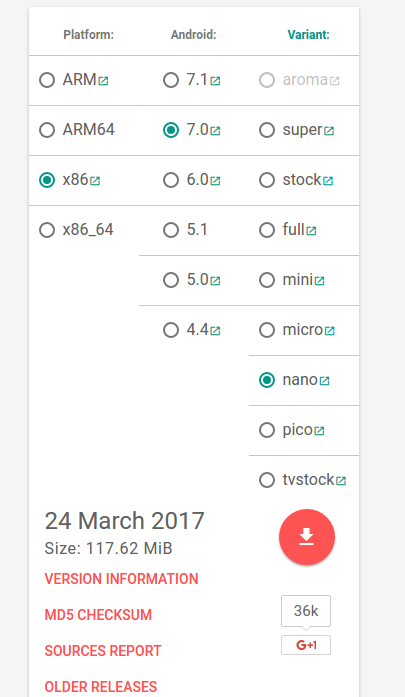 Platform: Android: Variant:
ARM 7.1 aroma
ARM64 7.0 super
x86 6.0 stock
x86_64 5.1 full
5.0 mini
4.4 micro
nano
pico
tvstock
24 March 2017
Size: 117.62 MiB
VERSION INFORMATION
MD5 CHECKSUM
36k
SOURCES REPORT
G+1
OLDER RELEASES